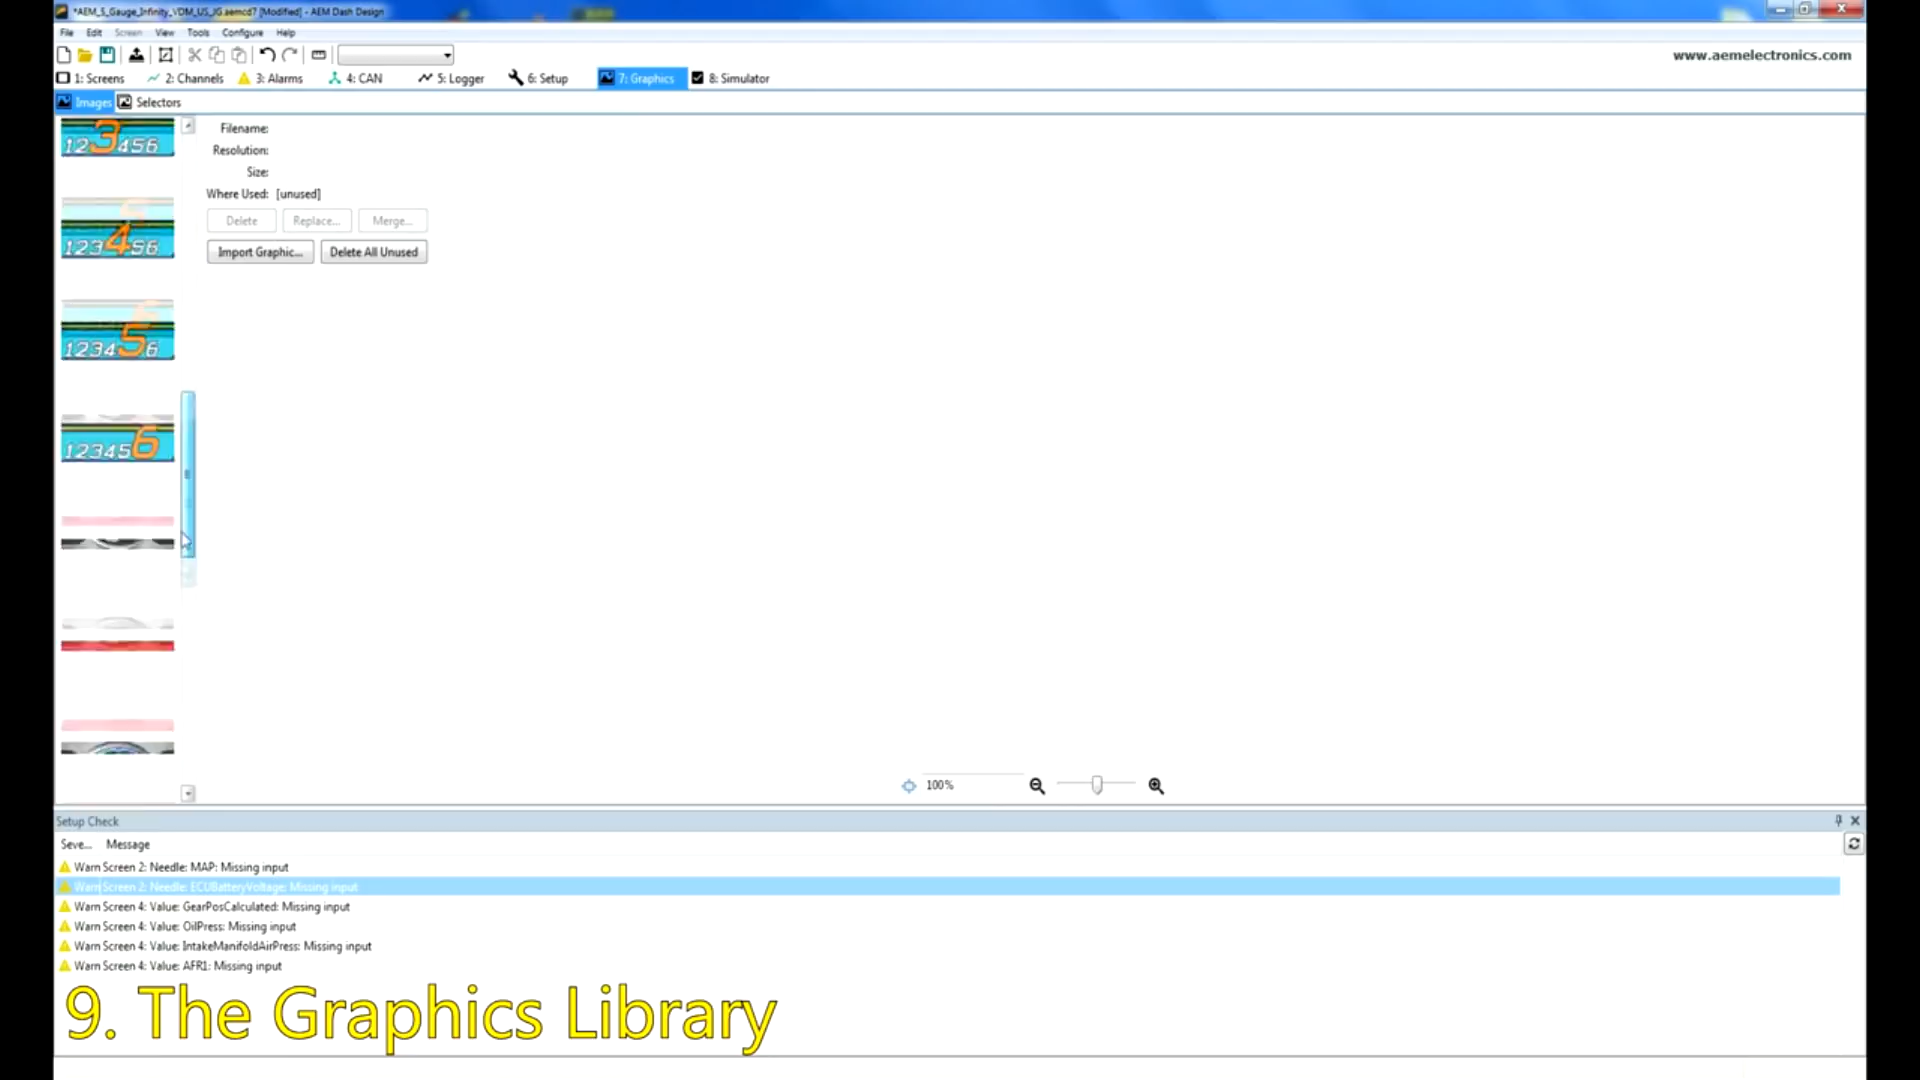 *AEM_S_Gauge_Infinity_VDM_US_JG.aemcd7 [Modified] - AEM Dash Design
File Edit Screen View Tools Configure Help
www.aemelectronics.com
1: Screens 2: Channels 3: Alarms 4: CAN 5: Logger 6: Setup 7: Graphics 8: Simulator
Images Selectors
Filename:
Resolution:
Size:
Where Used: [unused]
Delete Replace... Merge...
Import Graphic... Delete All Unused
123456
123456
123456
123456
100%
Setup Check
Seve... Message
Warn Screen 2: Needle: MAP: Missing input
Warn Screen 2: Needle: ECUBatteryVoltage: Missing input
Warn Screen 4: Value: GearPosCalculated: Missing input
Warn Screen 4: Value: OilPress: Missing input
Warn Screen 4: Value: IntakeManifoldAirPress: Missing input
Warn Screen 4: Value: AFR1: Missing input
9. The Graphics Library